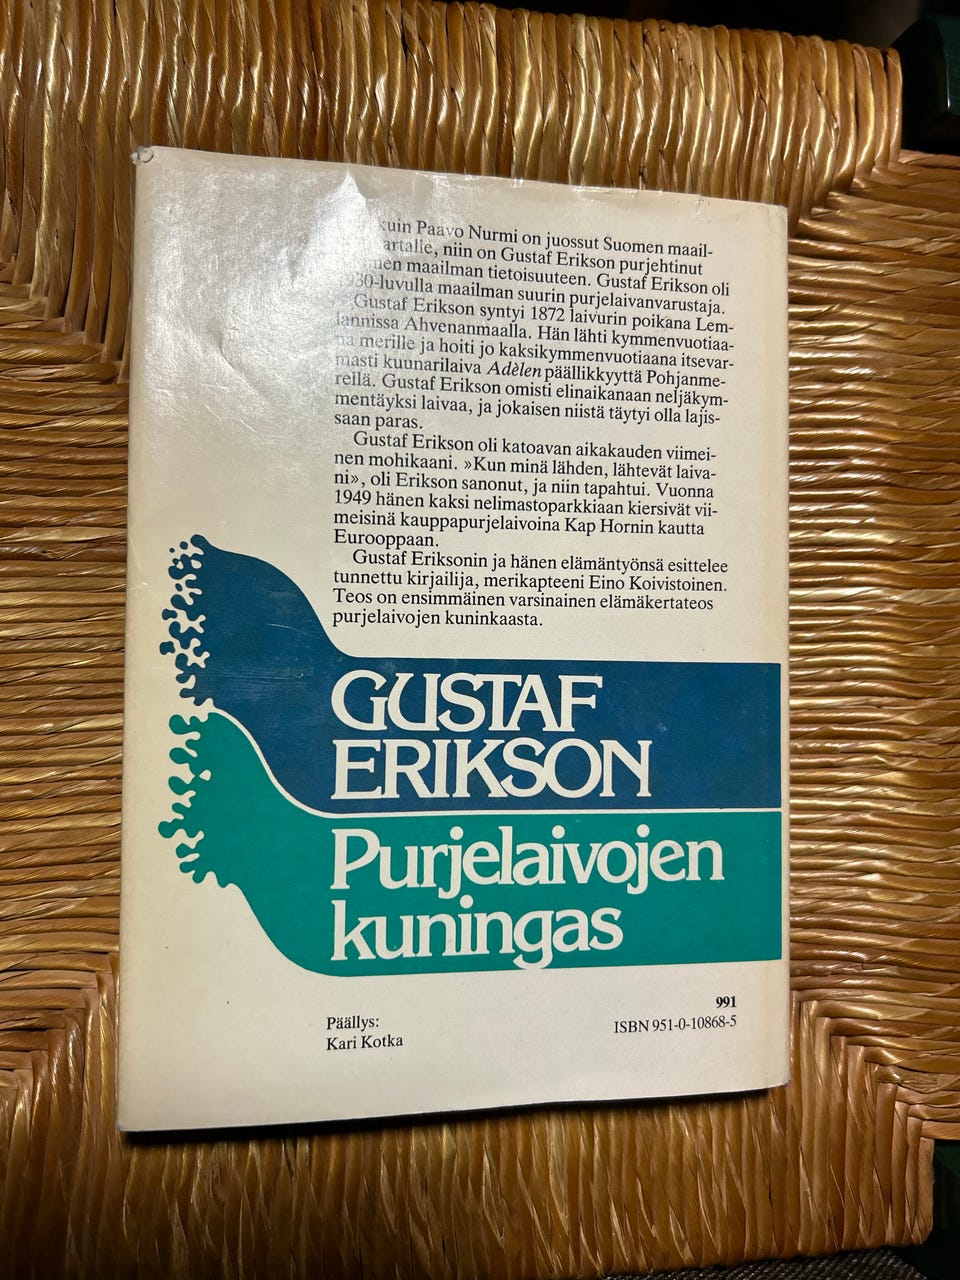 kuin Paavo Nurmi on juossut Suomen maail-
artalle, niin on Gustaf Erikson purjehtinut
men maailman tietoisuuteen. Gustaf Erikson oli
30-luvulla maailman suurin purjelaivanvarustaja.
Gustaf Erikson syntyi 1872 laivurin poikana Lem-
lannissa Ahvenanmaalla. Hän lähti kymmenvuotiaa-
na merille ja hoiti jo kaksikymmenvuotiaana itsevar-
masti kuunarilaiva Adèlen päällikkyyttä Pohjanme-
rellä. Gustaf Erikson omisti elinaikanaan neljäkym-
mentäyksi laivaa, ja jokaisen niistä täytyi olla lajis-
saan paras.
Gustaf Erikson oli katoavan aikakauden viimei-
nen mohikaani. »Kun minä lähden, lähtevät laiva-
ni», oli Erikson sanonut, ja niin tapahtui. Vuonna
1949 hänen kaksi nelimastoparkkiaan kiersivät vii-
meisinä kauppapurjelaivoina Kap Hornin kautta
Eurooppaan.
Gustaf Eriksonin ja hänen elämäntyönsä esittelee
tunnettu kirjailija, merikapteeni Eino Koivistoinen.
Teos on ensimmäinen varsinainen elämäkertateos
purjelaivojen kuninkaasta.
GUSTAF
ERIKSON
Purjelaivojen
kuningas
Päällys:
Kari Kotka
991
ISBN 951-0-10868-5